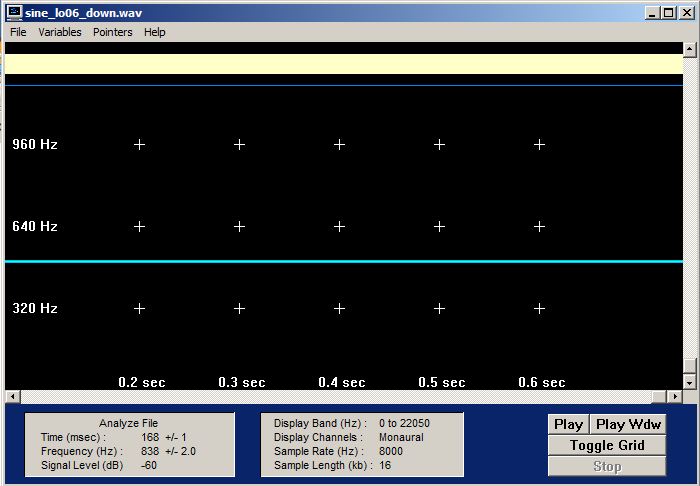 sine_lo06_down.wav
File Variables Pointers Help
960 Hz
640 Hz
320 Hz
0.2 sec 0.3 sec 0.4 sec 0.5 sec 0.6 sec
Analyze File
Time (msec) : 168 +/- 1
Frequency (Hz) : 838 +/- 2.0
Signal Level (dB) -60
Display Band (Hz) : 0 to 22050
Display Channels : Monaural
Sample Rate (Hz) : 8000
Sample Length (kb) : 16
Play Play Wdw
Toggle Grid
Stop